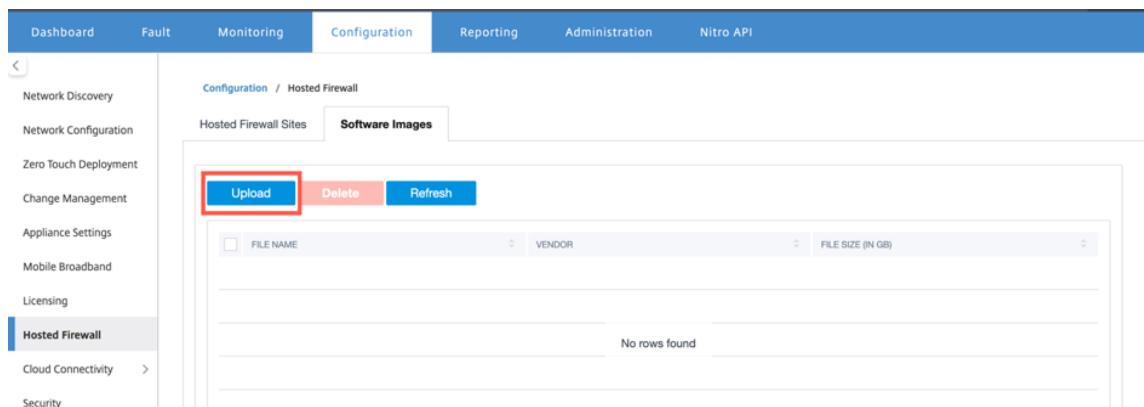 Dashboard Fault Monitoring Configuration Reporting Administration Nitro API
Network Discovery
Network Configuration
Zero Touch Deployment
Change Management
Appliance Settings
Mobile Broadband
Licensing
Hosted Firewall
Cloud Connectivity
Security
Configuration / Hosted Firewall
Hosted Firewall Sites Software Images
Upload Delete Refresh
FILE NAME VENDOR FILE SIZE (IN GB)
No rows found